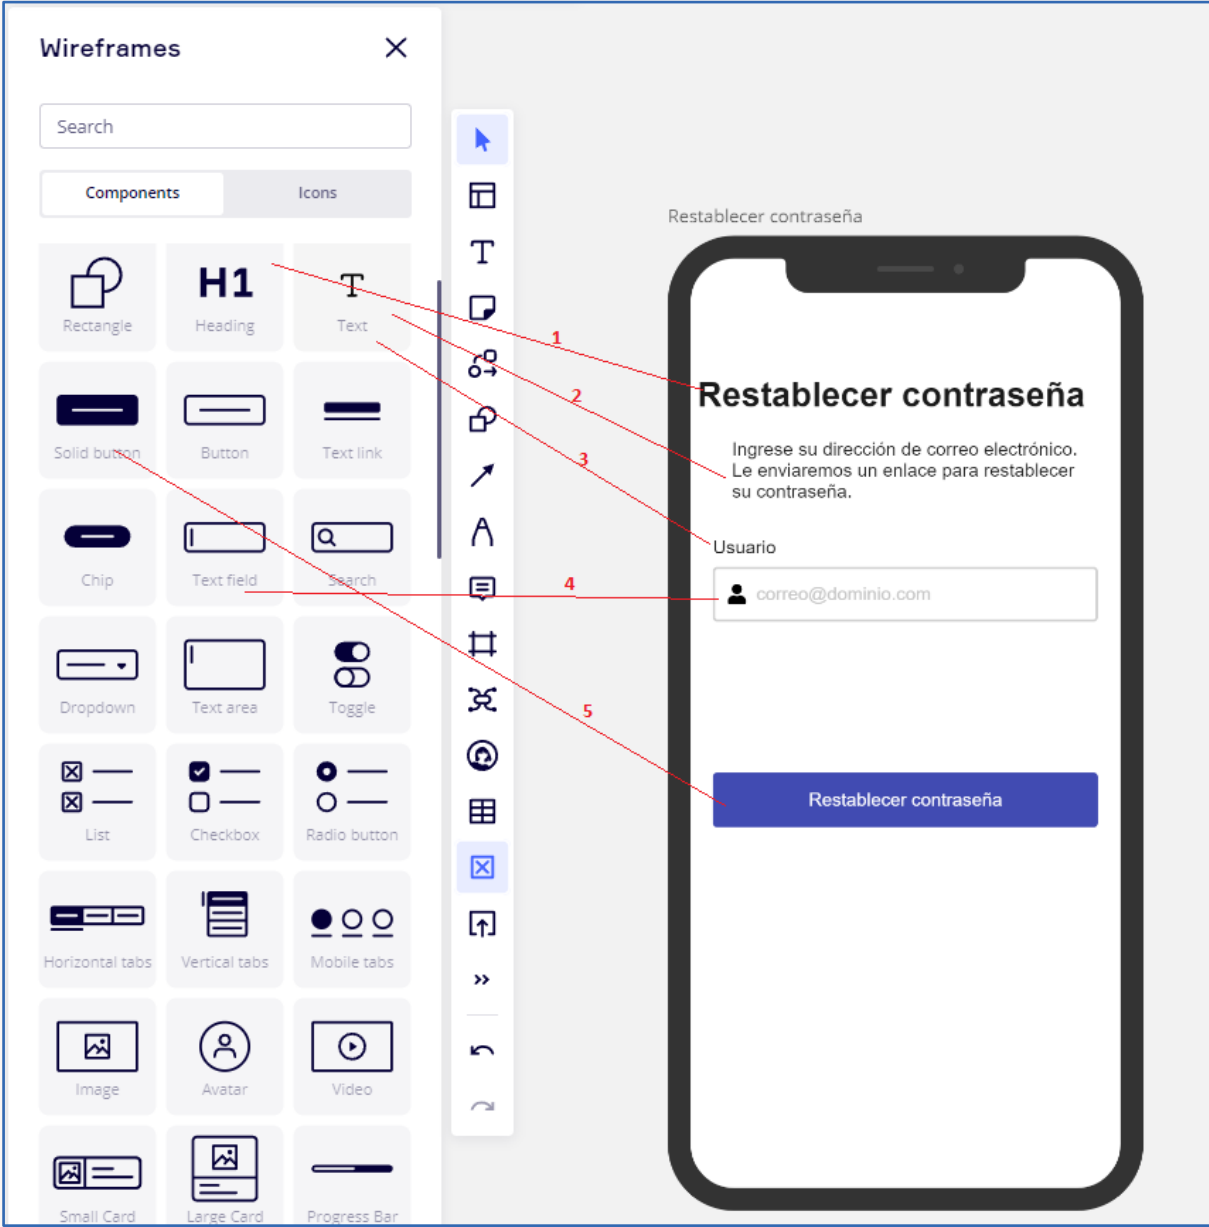 Wireframes
Search
Components
Icons
H1
T
Rectangle
Heading
Text
Solid button
Button
Text link
Chip
Text field
Search
Dropdown
Text area
Toggle
List
Checkbox
Radio button
Horizontal tabs
Vertical tabs
Mobile tabs
Image
Avatar
Video
Small Card
Large Card
Progress Bar
T
1
2
3
4
5
Restablecer contraseña
Restablecer contraseña
Ingrese su dirección de correo electrónico.
Le enviaremos un enlace para restablecer
su contraseña.
Usuario
correo@dominio.com
Restablecer contraseña